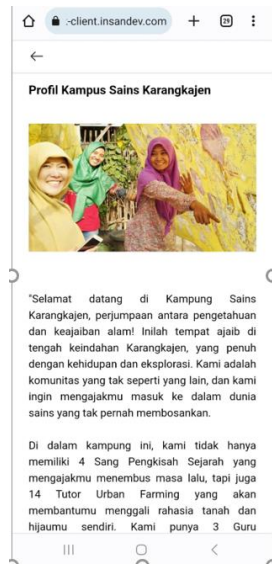 :-client.insandev.com
29
Profil Kampus Sains Karangkajen
"Selamat datang di Kampung Sains
Karangkajen, perjumpaan antara pengetahuan
dan keajaiban alam! Inilah tempat ajaib di
tengah keindahan Karangkajen, yang penuh
dengan kehidupan dan eksplorasi. Kami adalah
komunitas yang tak seperti yang lain, dan kami
ingin mengajakmu masuk ke dalam dunia
sains yang tak pernah membosankan.
Di dalam kampung ini, kami tidak hanya
memiliki 4 Sang Pengkisah Sejarah yang
mengajakmu menembus masa lalu, tapi juga
14 Tutor Urban Farming yang akan
membantumu menggali rahasia tanah dan
hijaumu sendiri. Kami punya 3 Guru